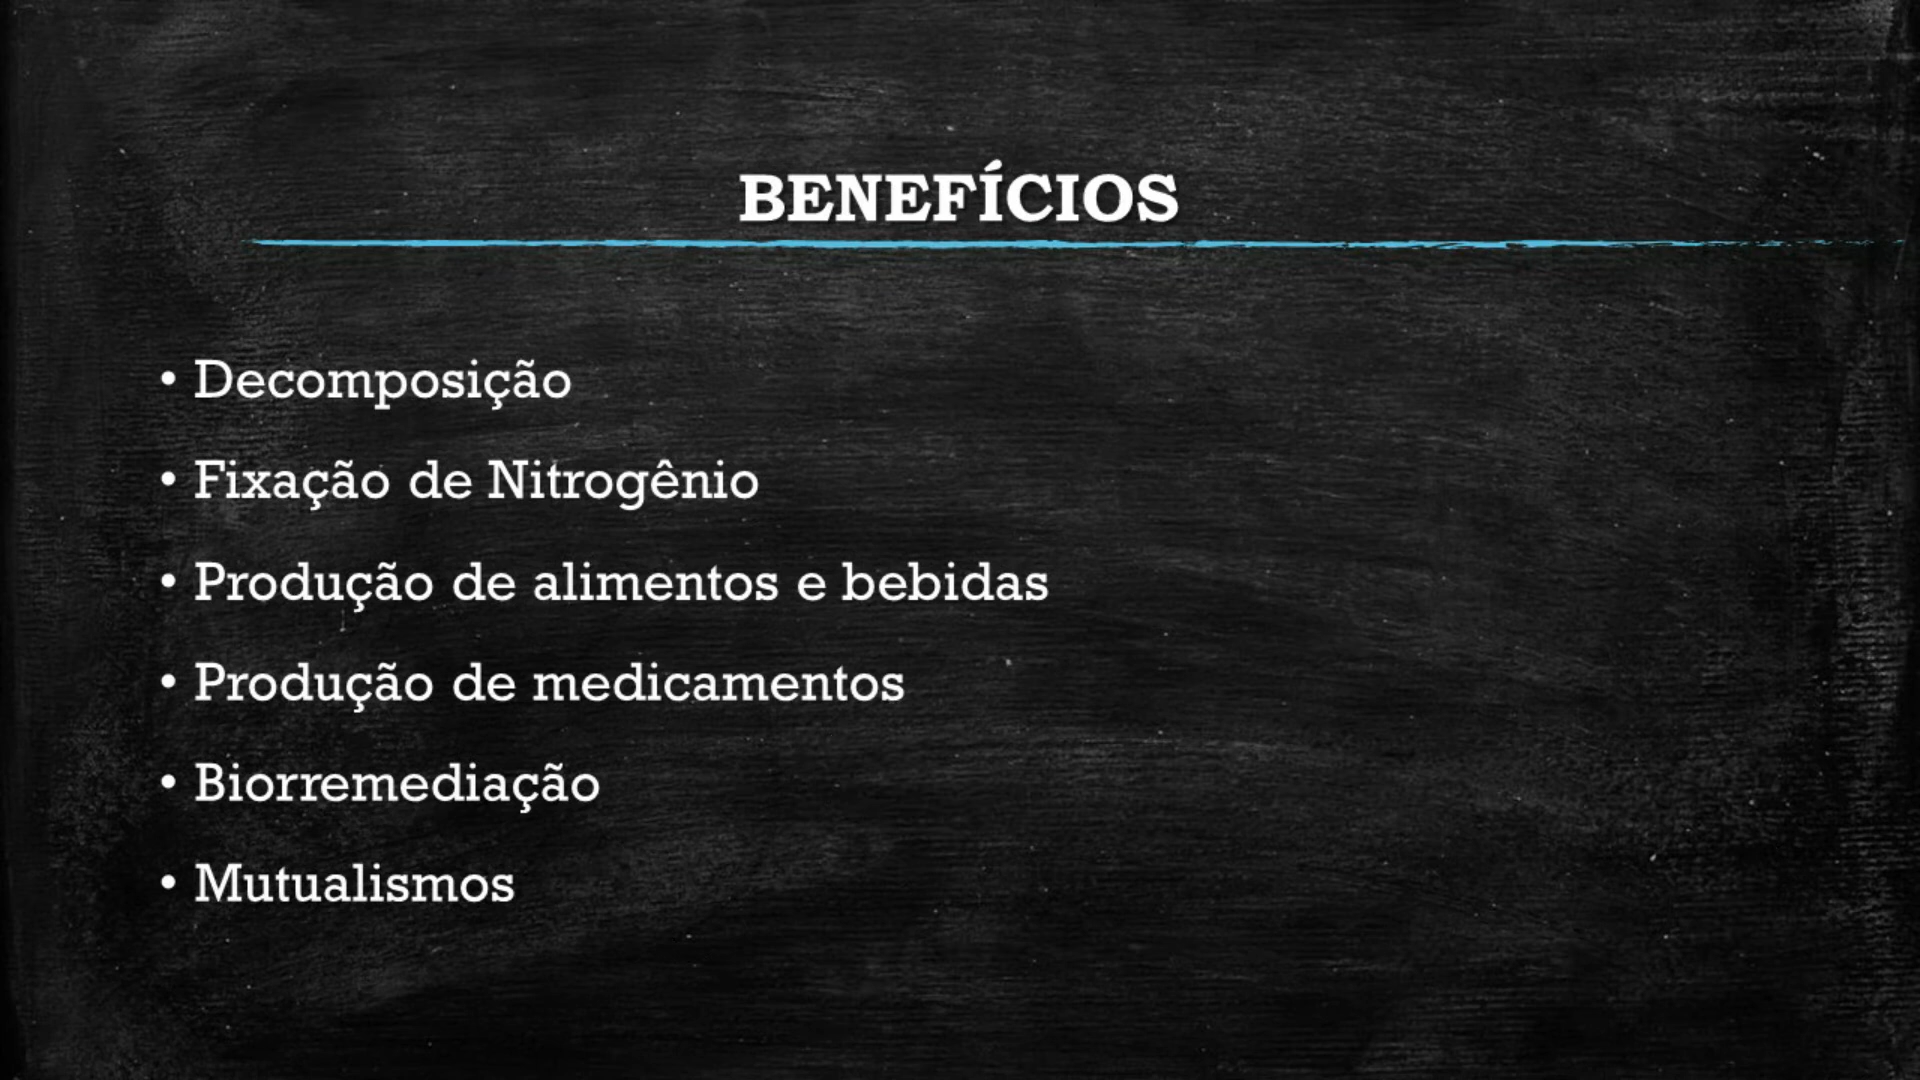 BENEFÍCIOS
• Decomposição
• Fixação de Nitrogênio
• Produção de alimentos e bebidas
• Produção de medicamentos
• Biorremediação
• Mutualismos